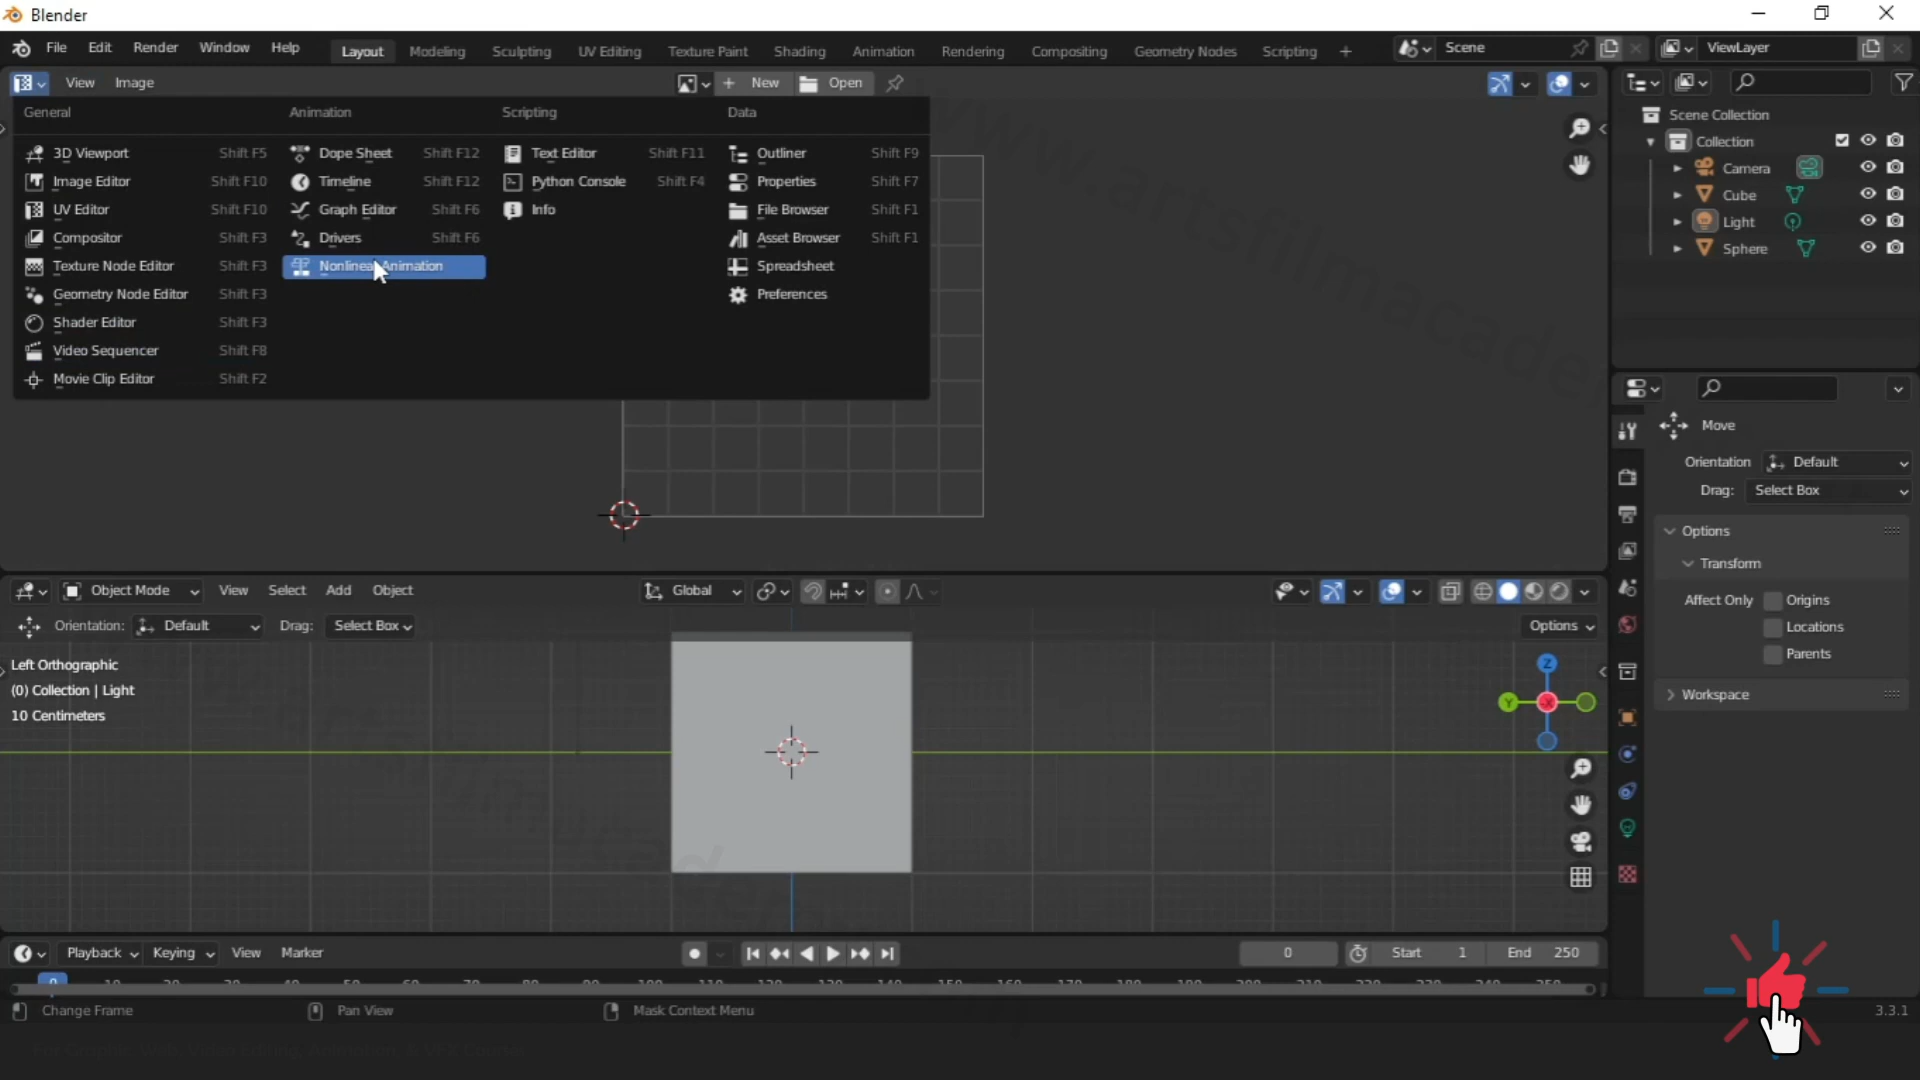 Blender
File Edit Render Window Help Layout Modeling Sculpting UV Editing Texture Paint Shading Animation Rendering Compositing Geometry Nodes Scripting + Scene ViewLayer
View Image New Open
General Animation Scripting Data
3D Viewport Shift F5 Dope Sheet Shift F12 Text Editor Shift F11 Outliner Shift F9
Image Editor Shift F10 Timeline Shift F12 Python Console Shift F4 Properties Shift F7
UV Editor Shift F10 Graph Editor Shift F6 Info File Browser Shift F1
Compositor Shift F3 Drivers Shift F6 Asset Browser Shift F1
Texture Node Editor Shift F3 Nonlinear Animation Spreadsheet
Geometry Node Editor Shift F3 Preferences
Shader Editor Shift F3
Video Sequencer Shift F8
Movie Clip Editor Shift F2
Scene Collection
Collection
Camera
Cube
Light
Sphere
Move
Orientation Default
Drag: Select Box
Options
Transform
Affect Only Origins
Locations
Parents
Workspace
Object Mode View Select Add Object Global
Orientation: Default Drag: Select Box Options
Left Orthographic
(0) Collection | Light
10 Centimeters
Z
Y -X
Playback Keying View Marker 0 Start 1 End 250
Change Frame Pan View Mask Context Menu 3.3.1